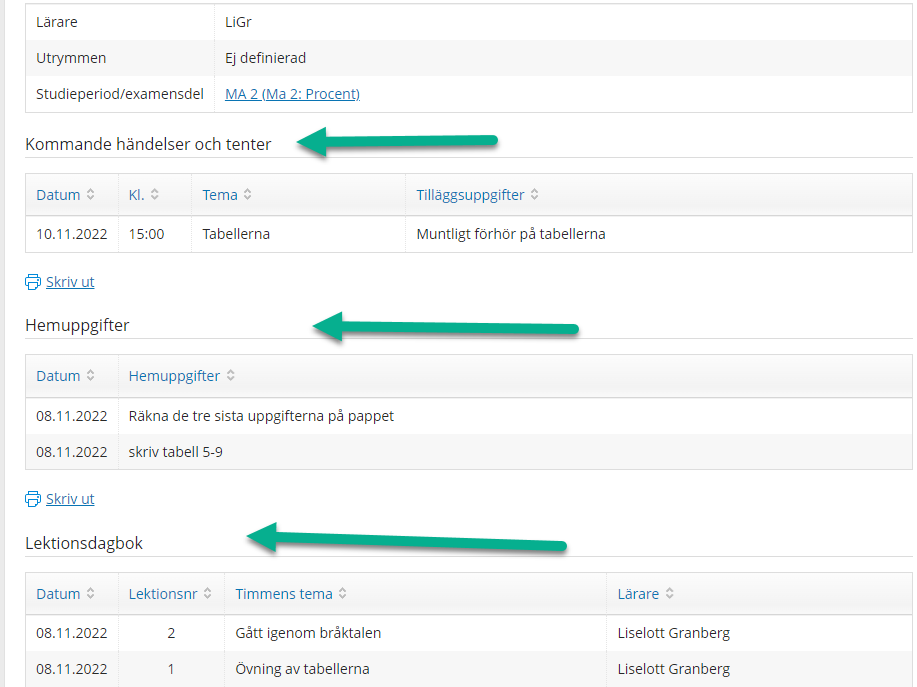 Lärare LiGr
Utrymmen Ej definierad
Studieperiod/examensdel MA 2 (Ma 2: Procent)
Kommande händelser och tenter
Datum Kl. Tema Tilläggsuppgifter
10.11.2022 15:00 Tabellerna Muntligt förhör på tabellerna
Skriv ut
Hemuppgifter
Datum Hemuppgifter
08.11.2022 Räkna de tre sista uppgifterna på pappet
08.11.2022 skriv tabell 5-9
Skriv ut
Lektionsdagbok
Datum Lektionsnr Timmens tema Lärare
08.11.2022 2 Gått igenom bråktalen Liselott Granberg
08.11.2022 1 Övning av tabellerna Liselott Granberg